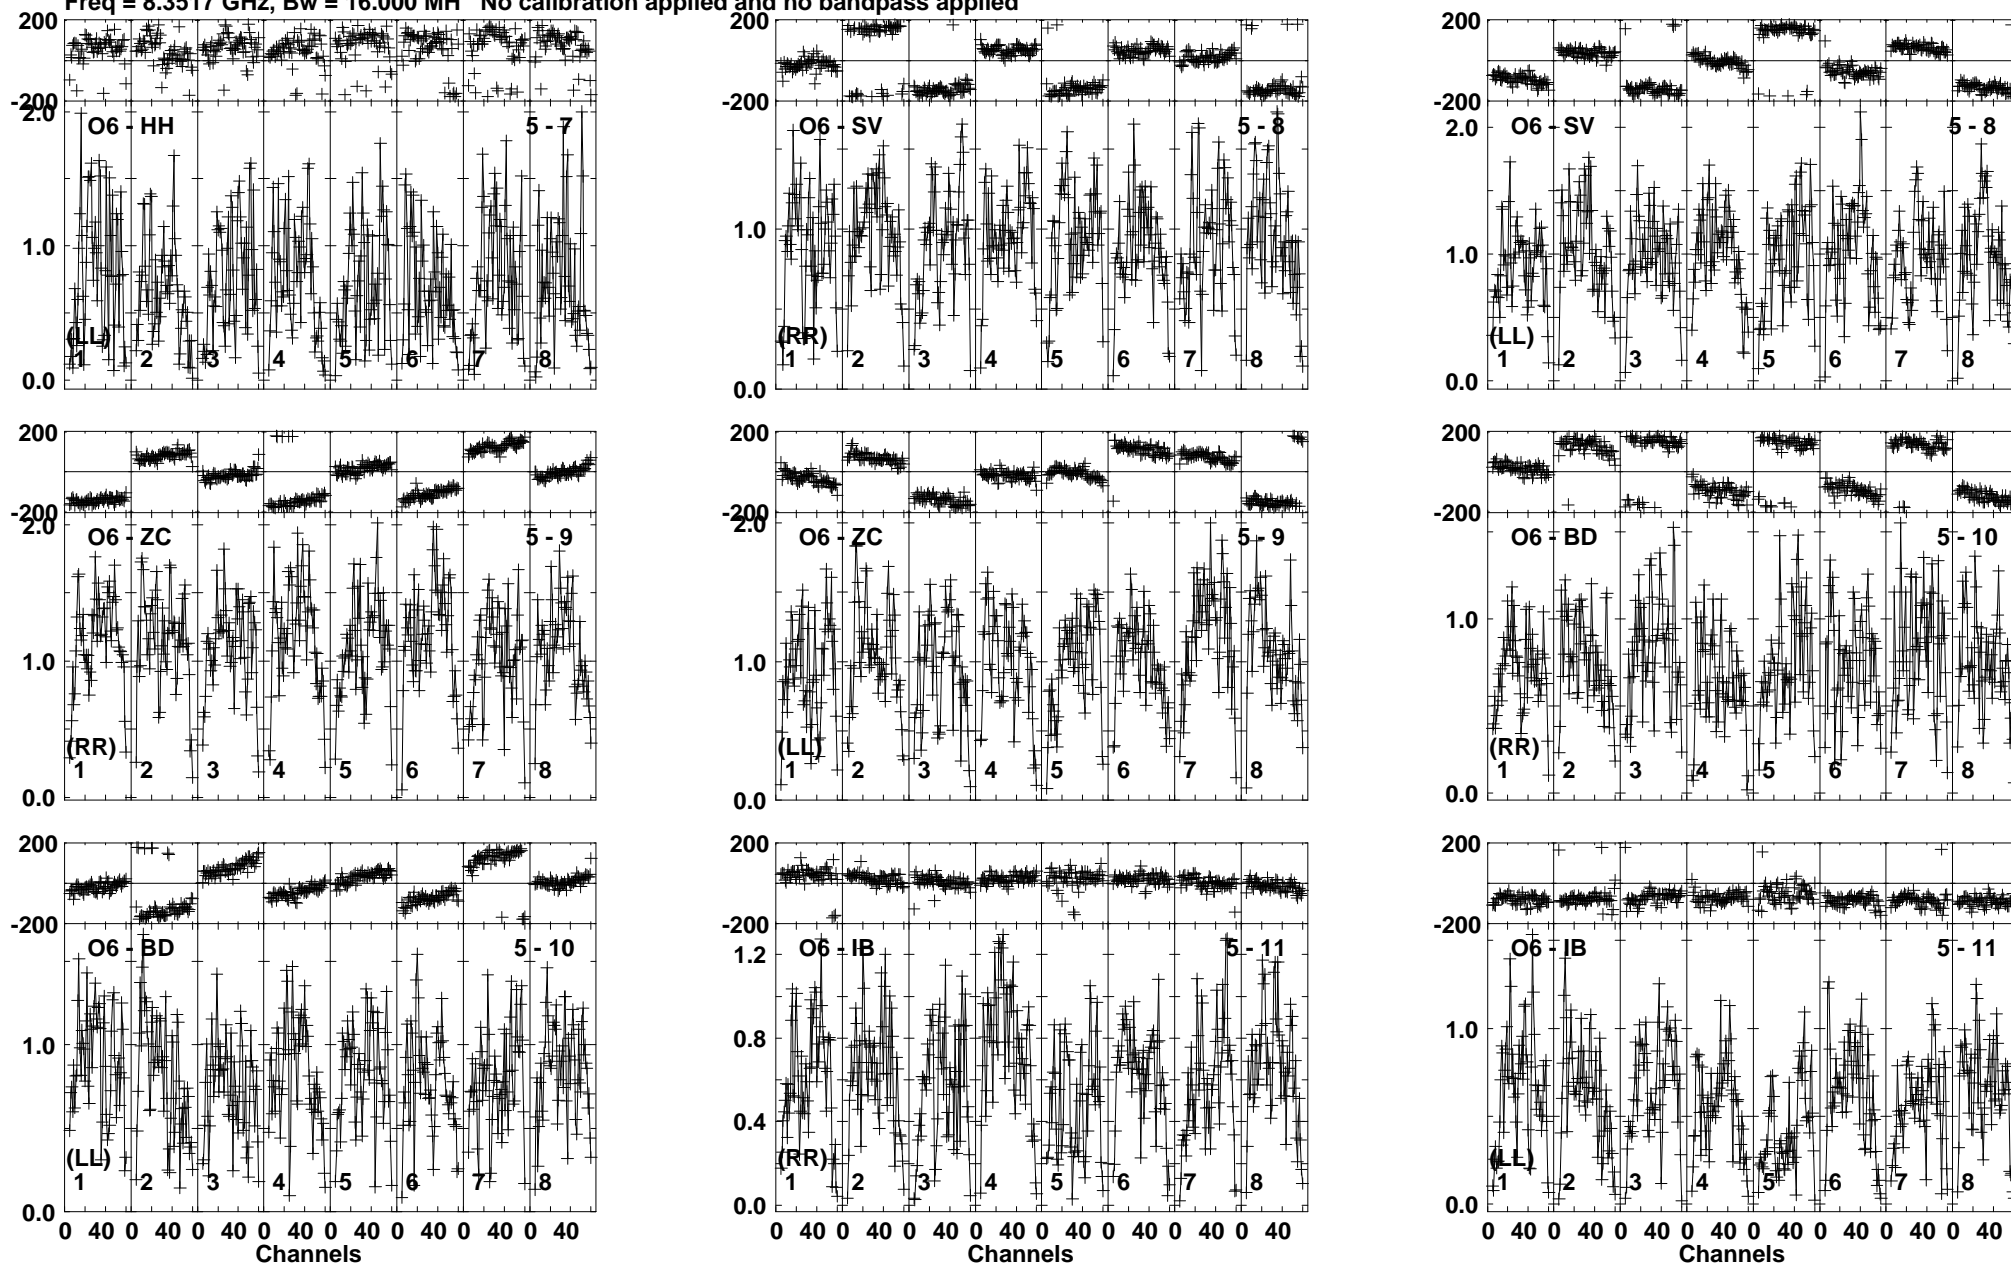 Freq = 8.3517 GHz, Bw = 16.000 MH No calibration applied and no bandpass applied
200
-200
2.0
1.0
0.0
O6 - HH 5 - 7
(LL)
1 2 3 4 5 6 7 8
200
-200
1.0
0.0
O6 - SV 5 - 8
(RR)
1 2 3 4 5 6 7 8
200
-200
2.0
1.0
0.0
O6 - SV 5 - 8
(LL)
1 2 3 4 5 6 7 8
200
-200
2.0
1.0
0.0
O6 - ZC 5 - 9
(RR)
1 2 3 4 5 6 7 8
200
-200
2.0
1.0
0.0
O6 - ZC 5 - 9
(LL)
1 2 3 4 5 6 7 8
200
-200
1.0
0.0
O6 - BD 5 - 10
(RR)
1 2 3 4 5 6 7 8
200
-200
1.0
0.0
O6 - BD 5 - 10
(LL)
1 2 3 4 5 6 7 8
0 40 0 40 0 40 0 40 0 40 0 40 0 40 0 40
Channels
200
-200
1.2
0.8
0.4
0.0
O6 - IB 5 - 11
(RR)
1 2 3 4 5 6 7 8
0 40 0 40 0 40 0 40 0 40 0 40 0 40 0 40
Channels
200
-200
1.0
0.0
O6 - IB 5 - 11
(LL)
1 2 3 4 5 6 7 8
0 40 0 40 0 40 0 40 0 40 0 40 0 40 0 40
Channels